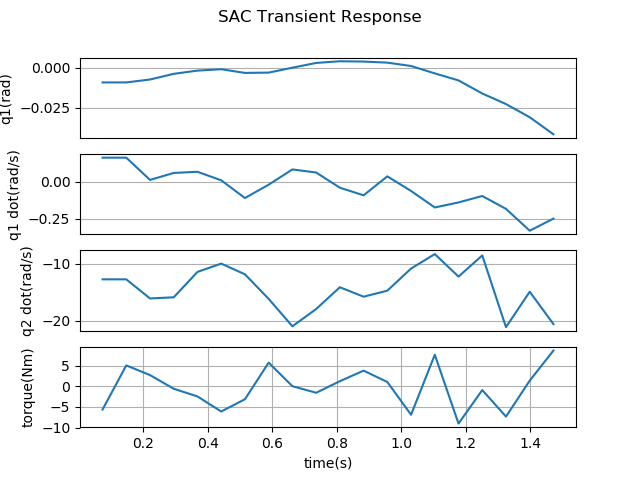 SAC Transient Response
0.000
−0.025
q1(rad)
0.00
−0.25
q1 dot(rad/s)
−10
−20
q2 dot(rad/s)
5
0
−5
−10
torque(Nm)
0.2 0.4 0.6 0.8 1.0 1.2 1.4
time(s)